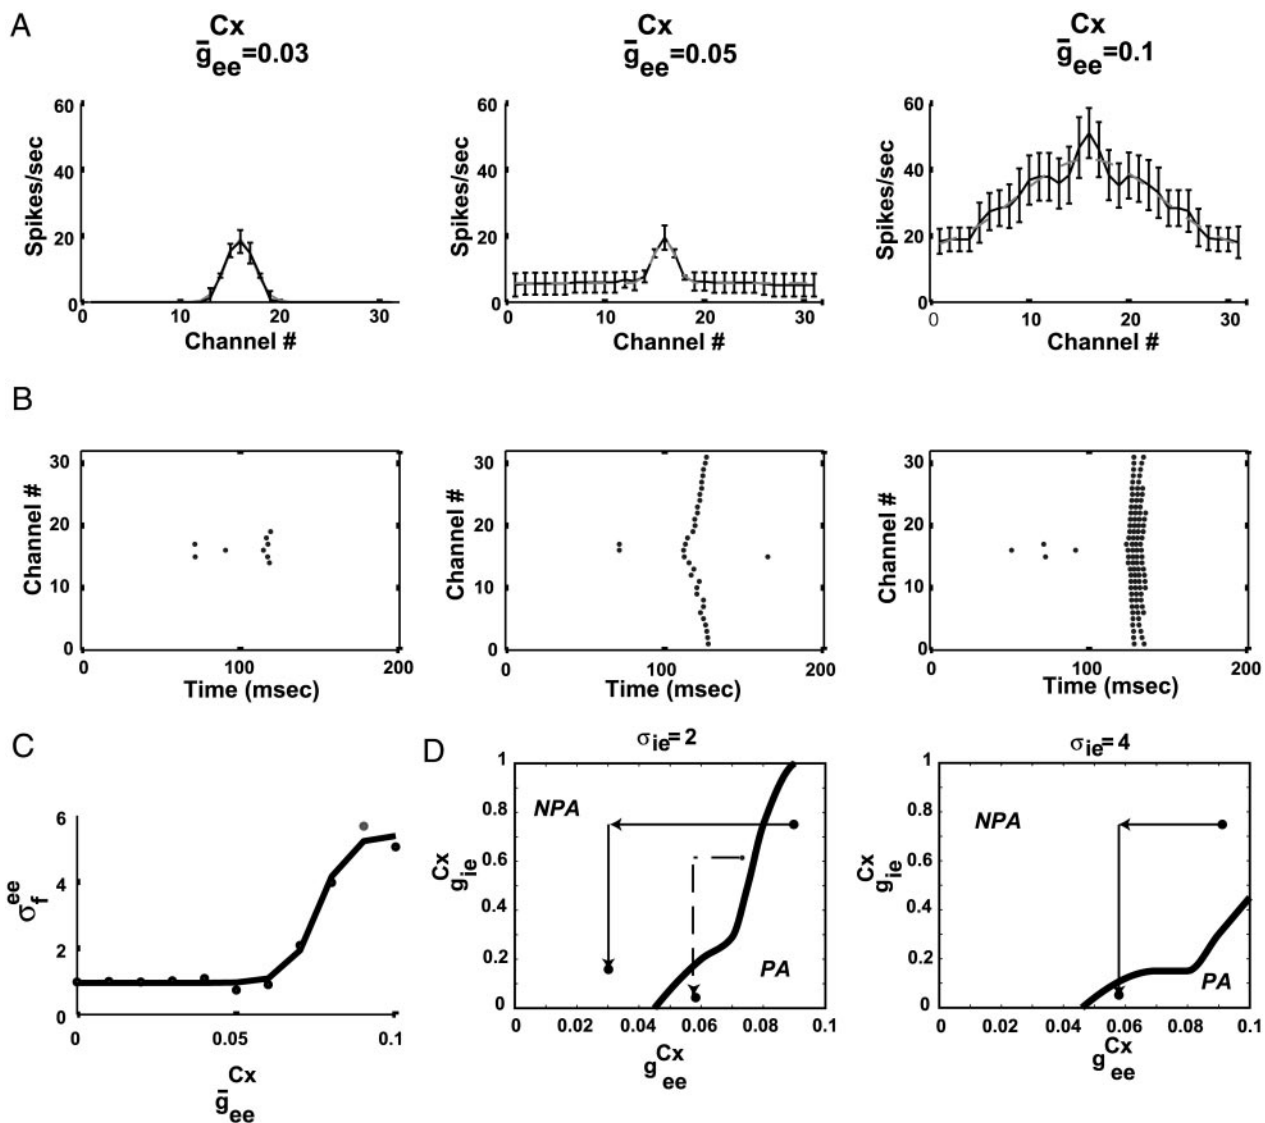 A
Cx
g̅ee=0.03
Cx
g̅ee=0.05
Cx
g̅ee=0.1
Spikes/sec
60
40
20
0
10
20
30
Channel #
Spikes/sec
60
40
20
0
0
10
20
30
Channel #
Spikes/sec
60
40
20
0
0
10
20
30
Channel #
B
Channel #
30
20
10
0
0
100
200
Time (msec)
Channel #
30
20
10
0
0
100
200
Time (msec)
Channel #
30
20
10
0
0
100
200
Time (msec)
C
σf ee
6
4
2
0
0
0.05
0.1
g̅ee Cx
D
σie=2
1
0.8
0.6
0.4
0.2
0
NPA
PA
gie Cx
0
0.02
0.04
0.06
0.08
0.1
gee Cx
σie=4
1
0.8
0.6
0.4
0.2
0
NPA
PA
gie Cx
0
0.02
0.04
0.06
0.08
0.1
gee Cx